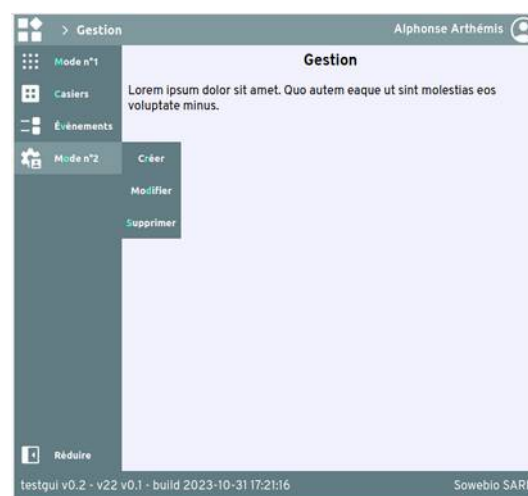 > Gestion
Alphonse Arthémis
Mode n°1
Casiers
Évènements
Mode n°2
Gestion
Lorem ipsum dolor sit amet. Quo autem eaque ut sint molestias eos
voluptate minus.
Créer
Modifier
Supprimer
Réduire
testgui v0.2 - v22 v0.1 - build 2023-10-31 17:21:16
Sowebio SARL